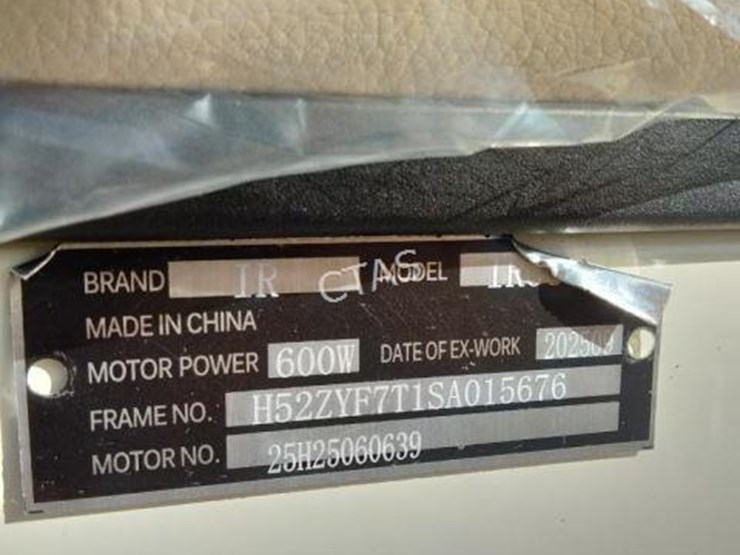 BRAND IR MODEL
CTAS
MADE IN CHINA
MOTOR POWER 600W DATE OF EX-WORK 202509
FRAME NO. H52ZYF7T1SA015676
MOTOR NO. 25H25060639